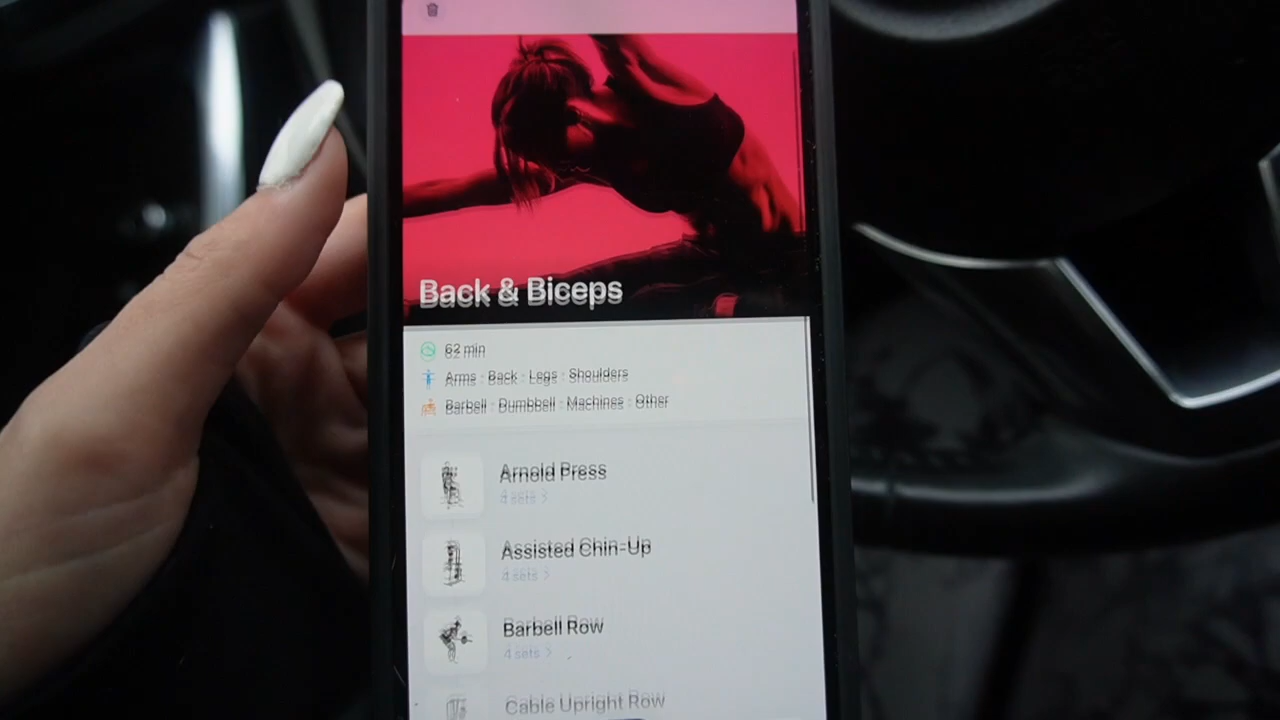 Back & Biceps
62 min
Arms · Back · Legs · Shoulders
Barbell · Dumbbell · Machines · Other
Arnold Press
4 sets >
Assisted Chin-Up
4 sets >
Barbell Row
4 sets >
Cable Upright Row